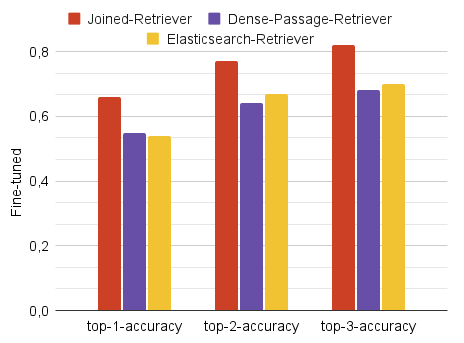 Joined-Retriever Dense-Passage-Retriever
Elasticsearch-Retriever
Fine-tuned
0,8
0,6
0,4
0,2
0,0
top-1-accuracy top-2-accuracy top-3-accuracy